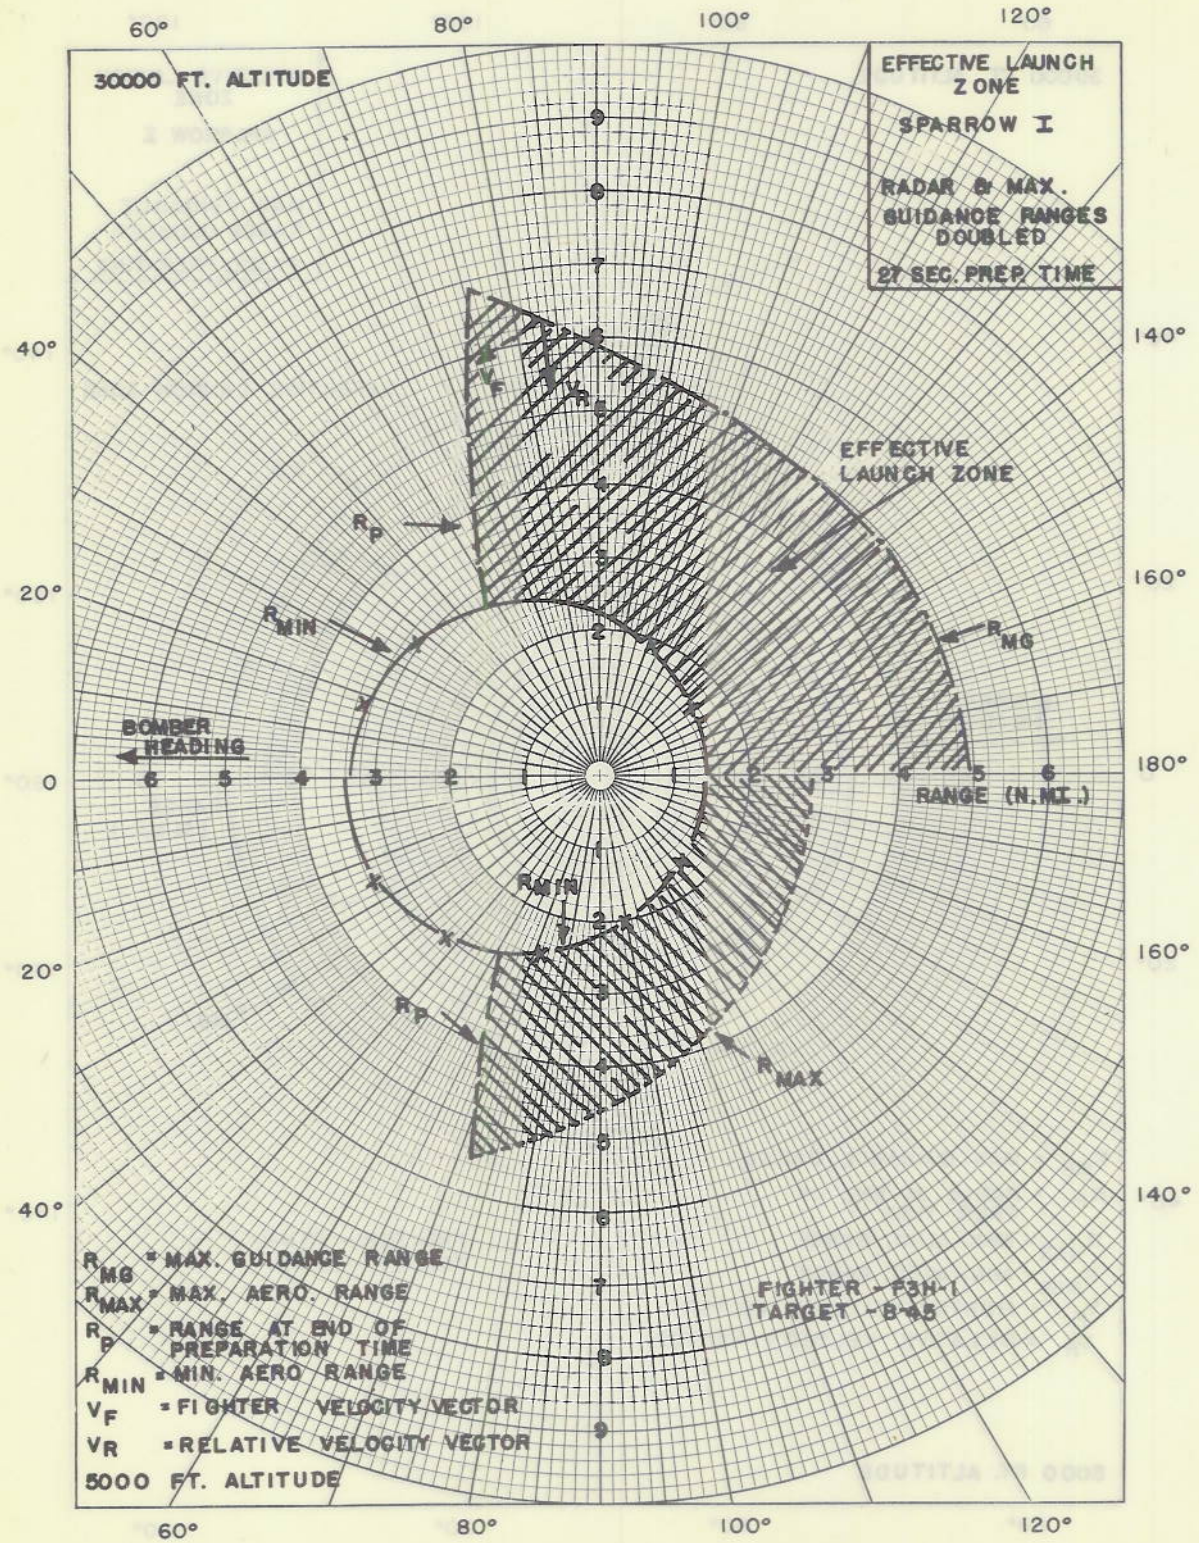 60° 80° 100° 120°
30000 FT. ALTITUDE
EFFECTIVE LAUNCH
ZONE
SPARROW I
RADAR & MAX.
GUIDANCE RANGES
DOUBLED
27 SEC. PREP. TIME
9
8
7
6
40° 140°
V_F
V_R
5
EFFECTIVE
LAUNCH ZONE
4
R_P
3
20° 160°
R_MIN
2
R_MG
1
BOMBER
HEADING
0 6 5 4 3 2 1 1 2 3 4 5 6 180°
RANGE (N.MI.)
1
R_MIN
2
20° 160°
3
R_P
4
R_MAX
5
40° 140°
6
R_MG = MAX. GUIDANCE RANGE
7
R_MAX = MAX. AERO. RANGE
FIGHTER - F3H-1
TARGET - B-45
R_P = RANGE AT END OF
PREPARATION TIME
8
R_MIN = MIN. AERO RANGE
V_F = FIGHTER VELOCITY VECTOR
9
V_R = RELATIVE VELOCITY VECTOR
5000 FT. ALTITUDE
60° 80° 100° 120°